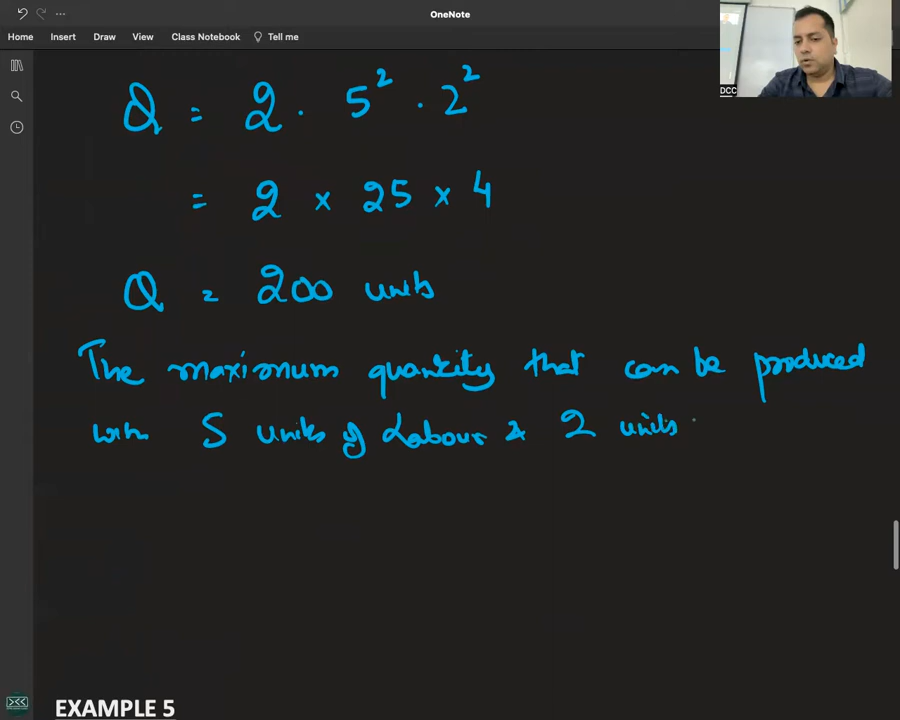 OneNote
Home Insert Draw View Class Notebook Tell me
DCC
Q = 2 . 5² . 2²
= 2 x 25 x 4
Q = 200 units
The maximum quantity that can be produced
with 5 units of Labour & 2 units
EXAMPLE 5